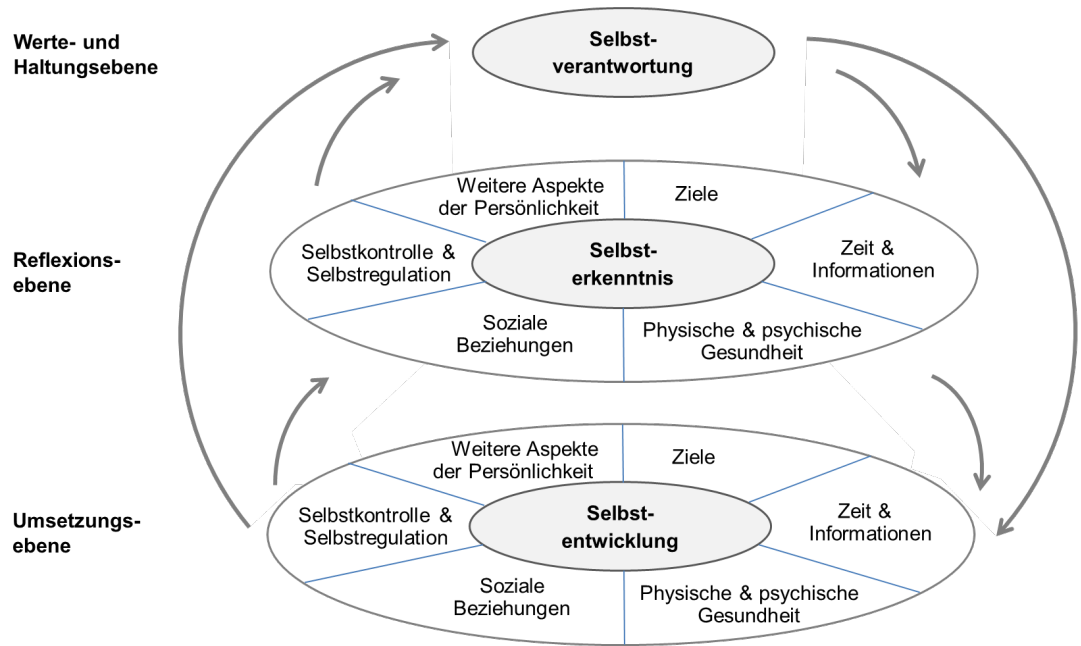 Werte- und
Haltungsebene
Selbst-
verantwortung
Weitere Aspekte
der Persönlichkeit
Ziele
Selbstkontrolle &
Selbstregulation
Selbst-
erkenntnis
Zeit &
Informationen
Reflexions-
ebene
Soziale
Beziehungen
Physische & psychische
Gesundheit
Weitere Aspekte
der Persönlichkeit
Ziele
Selbstkontrolle &
Selbstregulation
Selbst-
entwicklung
Zeit &
Informationen
Umsetzungs-
ebene
Soziale
Beziehungen
Physische & psychische
Gesundheit